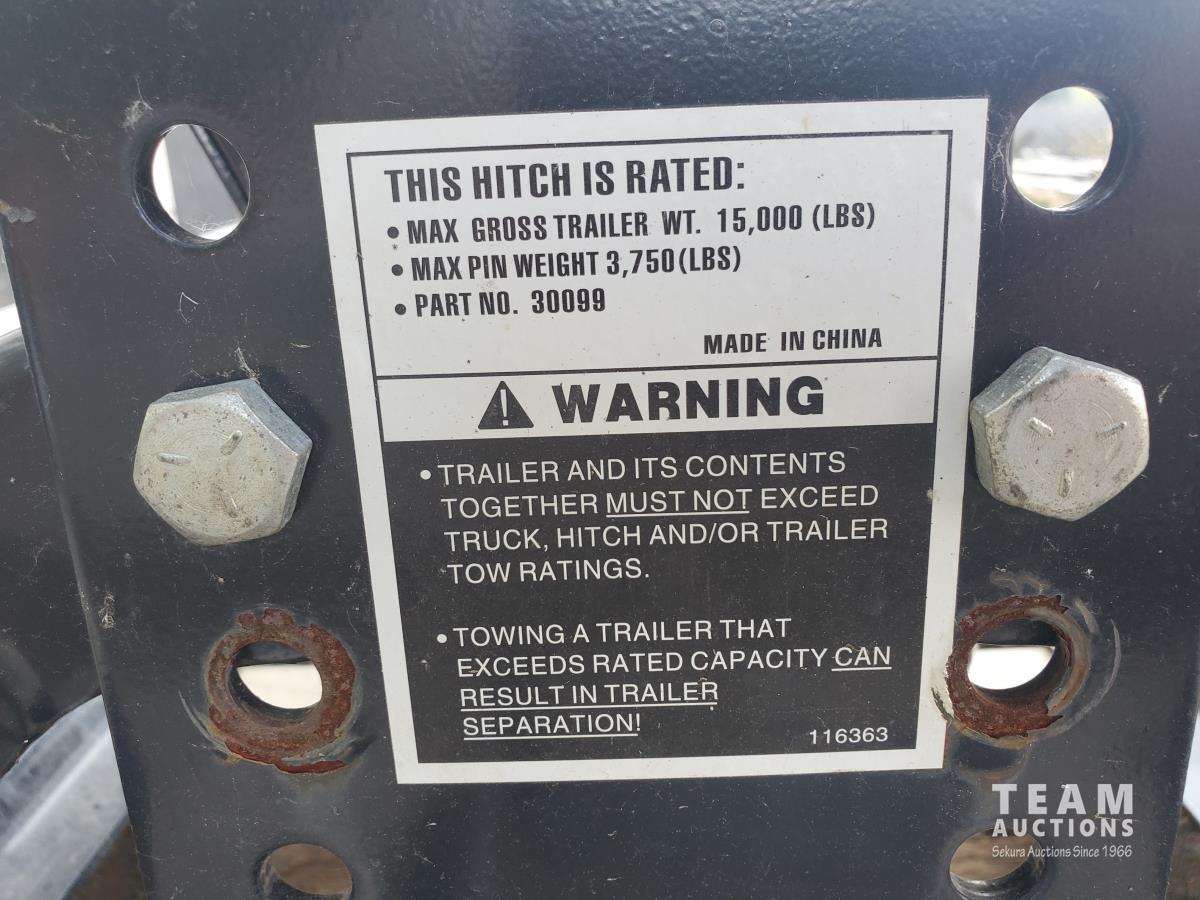 THIS HITCH IS RATED:
• MAX GROSS TRAILER WT. 15,000 (LBS)
• MAX PIN WEIGHT 3,750 (LBS)
• PART NO. 30099
MADE IN CHINA
WARNING
• TRAILER AND ITS CONTENTS
TOGETHER MUST NOT EXCEED
TRUCK, HITCH AND/OR TRAILER
TOW RATINGS.
• TOWING A TRAILER THAT
EXCEEDS RATED CAPACITY CAN
RESULT IN TRAILER
SEPARATION!
116363
TEAM
AUCTIONS
Sekura Auctions Since 1966